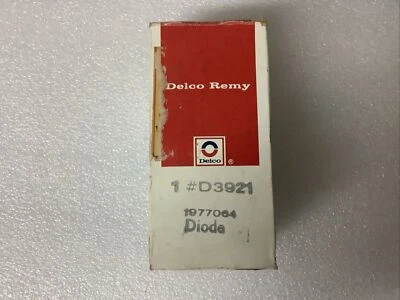 Delco Remy
Delco ®
1 #D3921
1977064
Diode